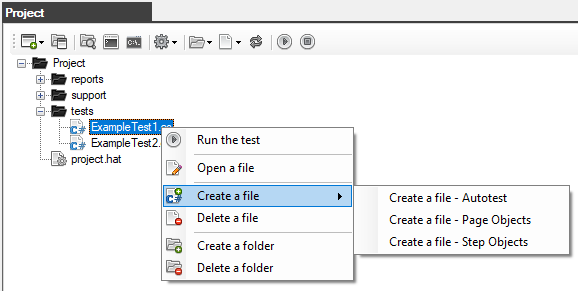 Project
C:\
Project
reports
support
tests
C# ExampleTest1.cs
C# ExampleTest2.
project.hat
Run the test
Open a file
C# Create a file
Delete a file
Create a folder
Delete a folder
Create a file - Autotest
Create a file - Page Objects
Create a file - Step Objects